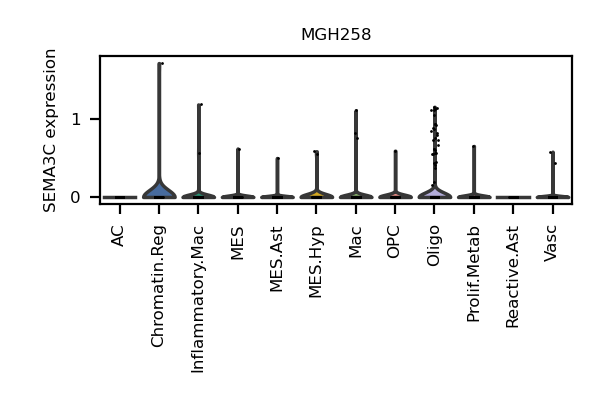 MGH258
SEMA3C expression
1
0
AC
Chromatin.Reg
Inflammatory.Mac
MES
MES.Ast
MES.Hyp
Mac
OPC
Oligo
Prolif.Metab
Reactive.Ast
Vasc